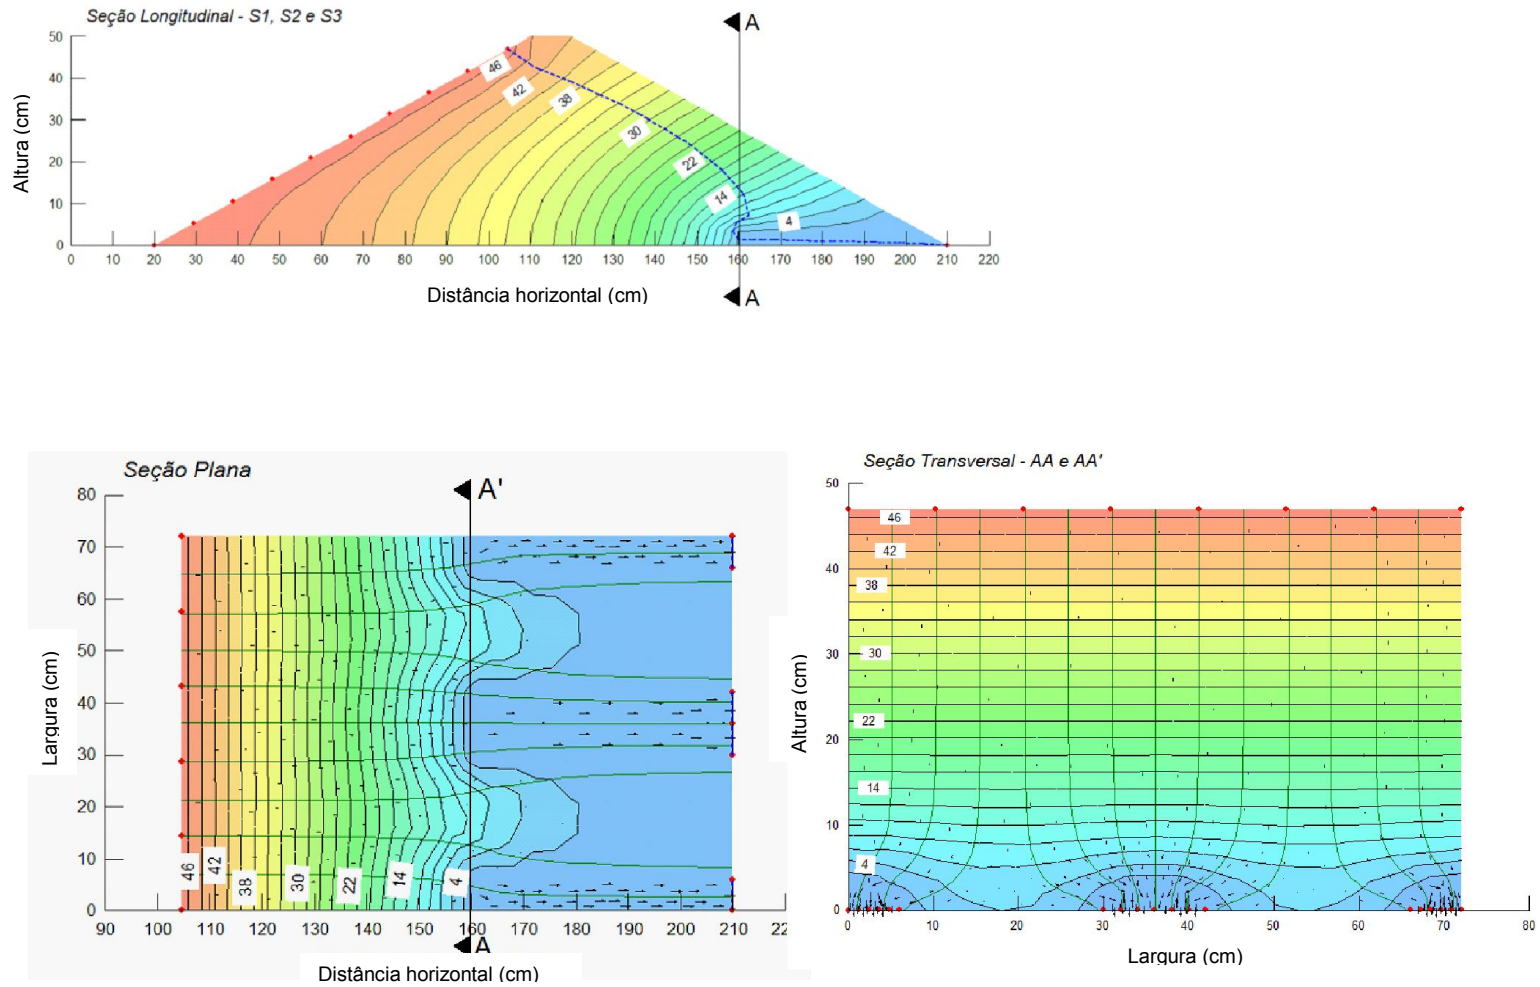 Seção Longitudinal - S1, S2 e S3
A
50
40
30
20
10
0
Altura (cm)
46
42
38
30
22
14
4
0 10 20 30 40 50 60 70 80 90 100 110 120 130 140 150 160 170 180 190 200 210 220
Distância horizontal (cm)
A
Seção Plana
A'
80
70
60
50
40
30
20
10
0
Largura (cm)
46 42 38 30 22 14 4
90 100 110 120 130 140 150 160 170 180 190 200 210 22
A
Distância horizontal (cm)
Seção Transversal - AA e AA'
50
40
30
20
10
0
Altura (cm)
46
42
38
30
22
14
4
0 10 20 30 40 50 60 70 80
Largura (cm)